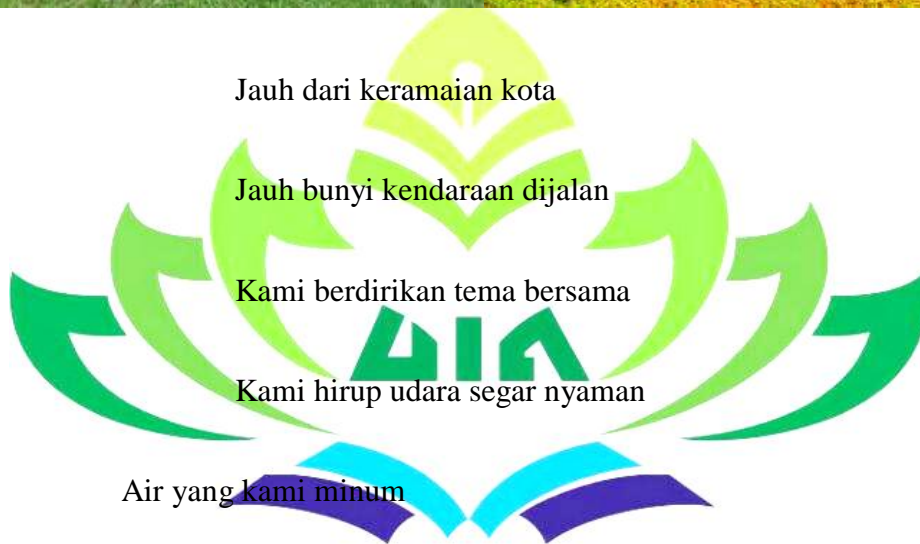 Jauh dari keramaian kota
Jauh bunyi kendaraan dijalan
Kami berdirikan tema bersama
UIN
Kami hirup udara segar nyaman
Air yang kami minum